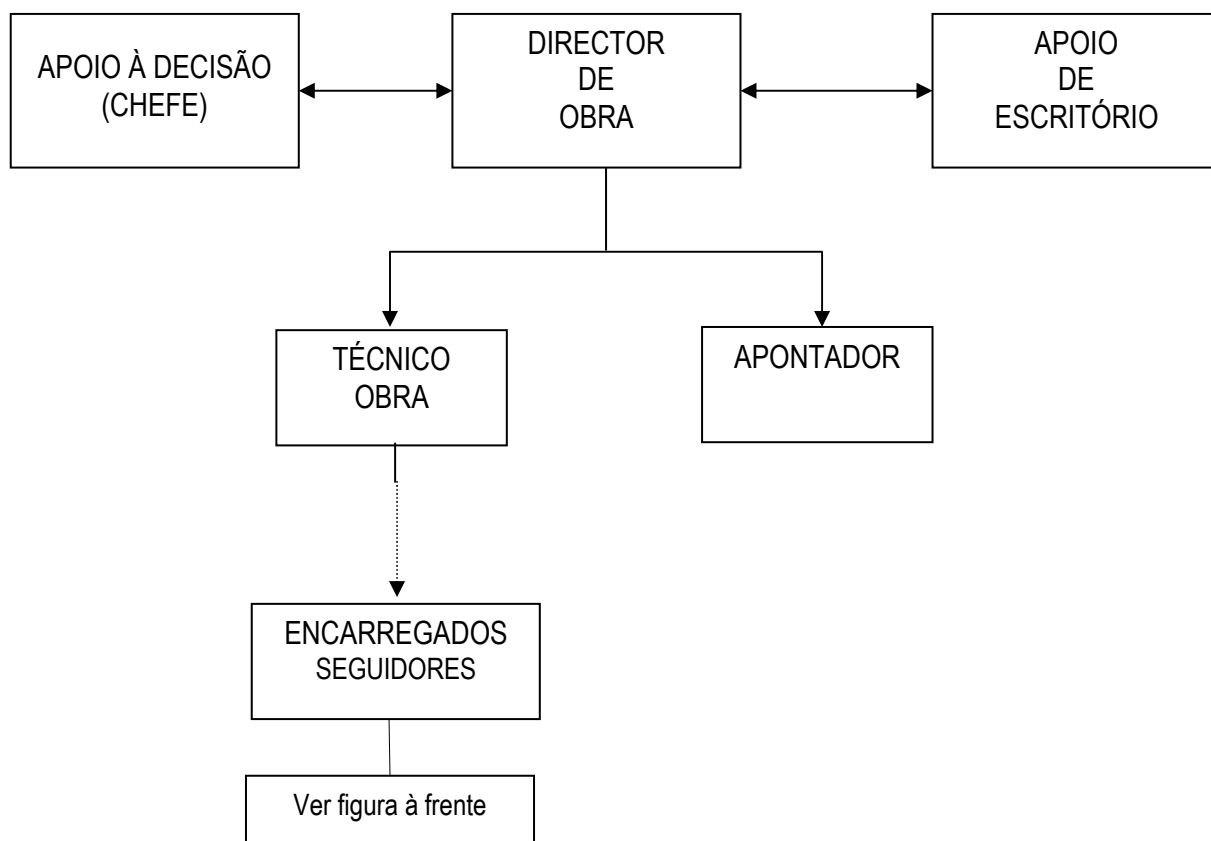 APOIO À DECISÃO
(CHEFE)
DIRECTOR
DE
OBRA
APOIO
DE
ESCRITÓRIO
TÉCNICO
OBRA
APONTADOR
ENCARREGADOS
SEGUIDORES
Ver figura à frente